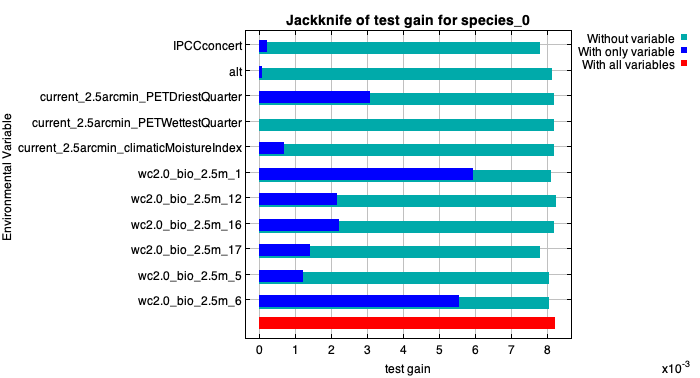 Jackknife of test gain for species_0
Without variable
With only variable
With all variables
Environmental Variable
IPCCconcert
alt
current_2.5arcmin_PETDriestQuarter
current_2.5arcmin_PETWettestQuarter
current_2.5arcmin_climaticMoistureIndex
wc2.0_bio_2.5m_1
wc2.0_bio_2.5m_12
wc2.0_bio_2.5m_16
wc2.0_bio_2.5m_17
wc2.0_bio_2.5m_5
wc2.0_bio_2.5m_6
0 1 2 3 4 5 6 7 8
test gain
x10-3